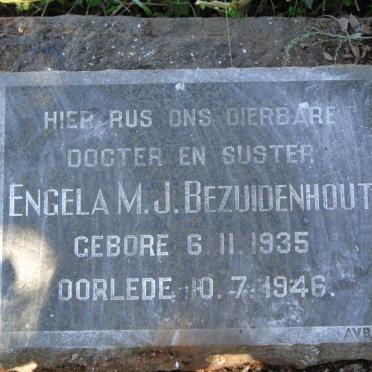 HIER RUS ONS DIERBARE
DOGTER EN SUSTER
ENGELA M.J. BEZUIDENHOUT
GEBORE 6.11.1935
OORLEDE 10.7.1946.
AVB